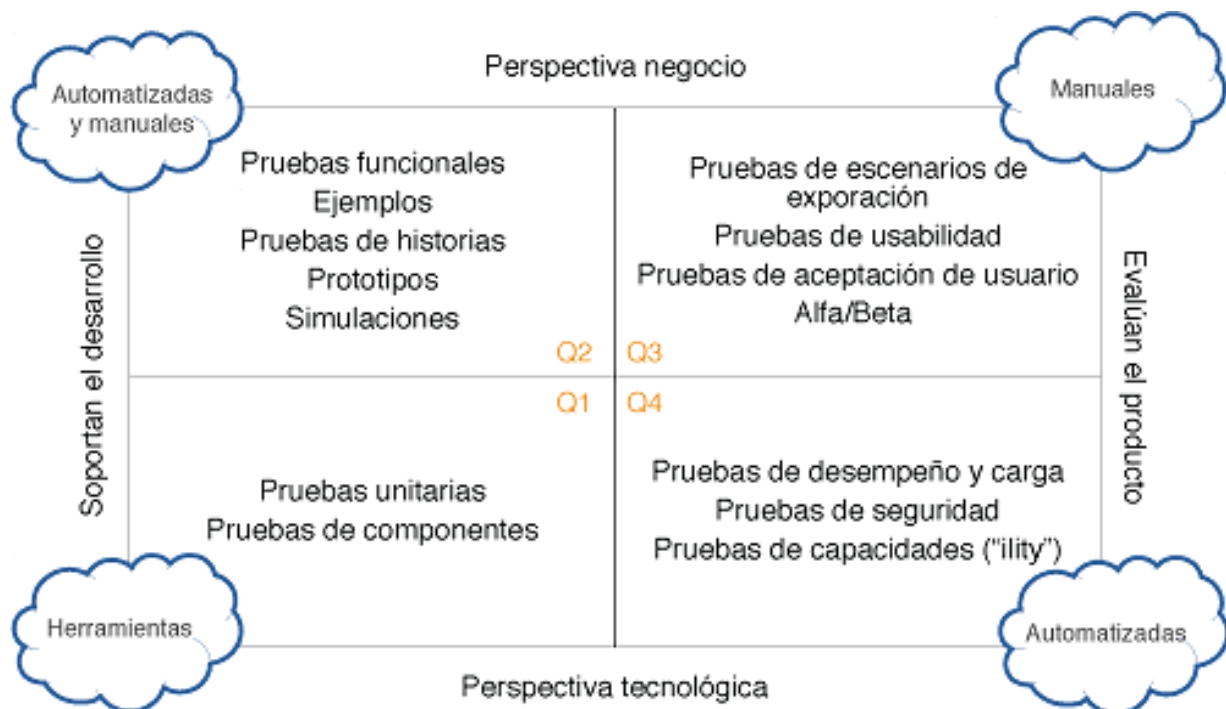 Perspectiva negocio
Automatizadas
y manuales
Manuales
Pruebas funcionales
Ejemplos
Pruebas de historias
Prototipos
Simulaciones
Pruebas de escenarios de
exporación
Pruebas de usabilidad
Pruebas de aceptación de usuario
Alfa/Beta
Soportan el desarrollo
Evalúan el producto
Q2
Q3
Q1
Q4
Pruebas unitarias
Pruebas de componentes
Pruebas de desempeño y carga
Pruebas de seguridad
Pruebas de capacidades ("ility")
Herramientas
Automatizadas
Perspectiva tecnológica